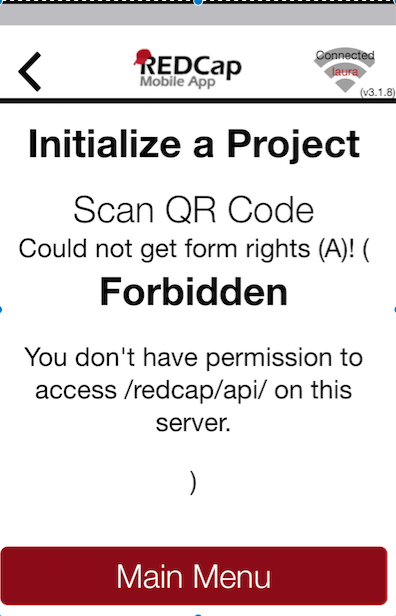 REDCap
Mobile App
Connected
laura
(v3.1.8)
Initialize a Project
Scan QR Code
Could not get form rights (A)! (
Forbidden
You don't have permission to
access /redcap/api/ on this
server.
)
Main Menu